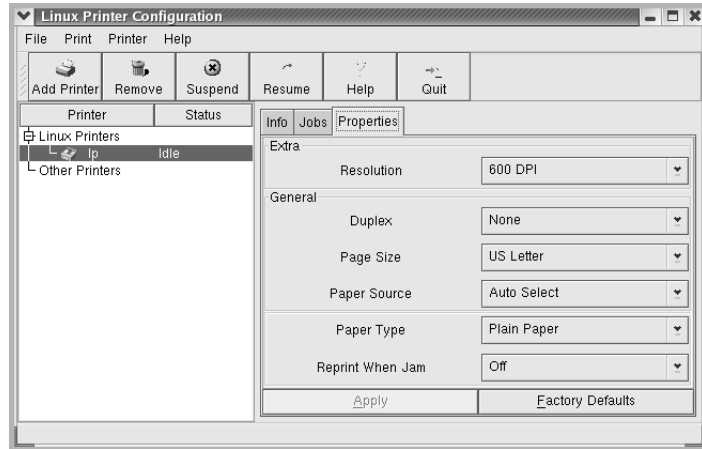 Linux Printer Configuration
File Print Printer Help
Add Printer Remove Suspend Resume Help Quit
Printer Status
Info Jobs Properties
Linux Printers
lp Idle
Other Printers
Extra
Resolution 600 DPI
General
Duplex None
Page Size US Letter
Paper Source Auto Select
Paper Type Plain Paper
Reprint When Jam Off
Apply Factory Defaults